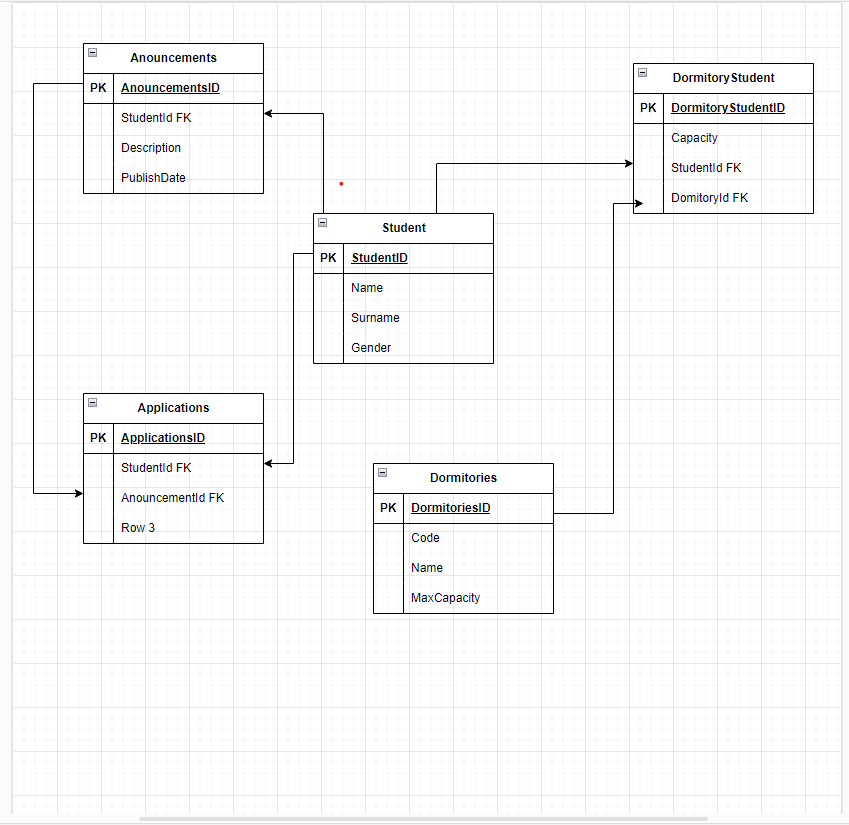 Anouncements
PK AnouncementsID
StudentId FK
Description
PublishDate
DormitoryStudent
PK DormitoryStudentID
Capacity
StudentId FK
DomitoryId FK
Student
PK StudentID
Name
Surname
Gender
Applications
PK ApplicationsID
StudentId FK
AnouncementId FK
Row 3
Dormitories
PK DormitoriesID
Code
Name
MaxCapacity